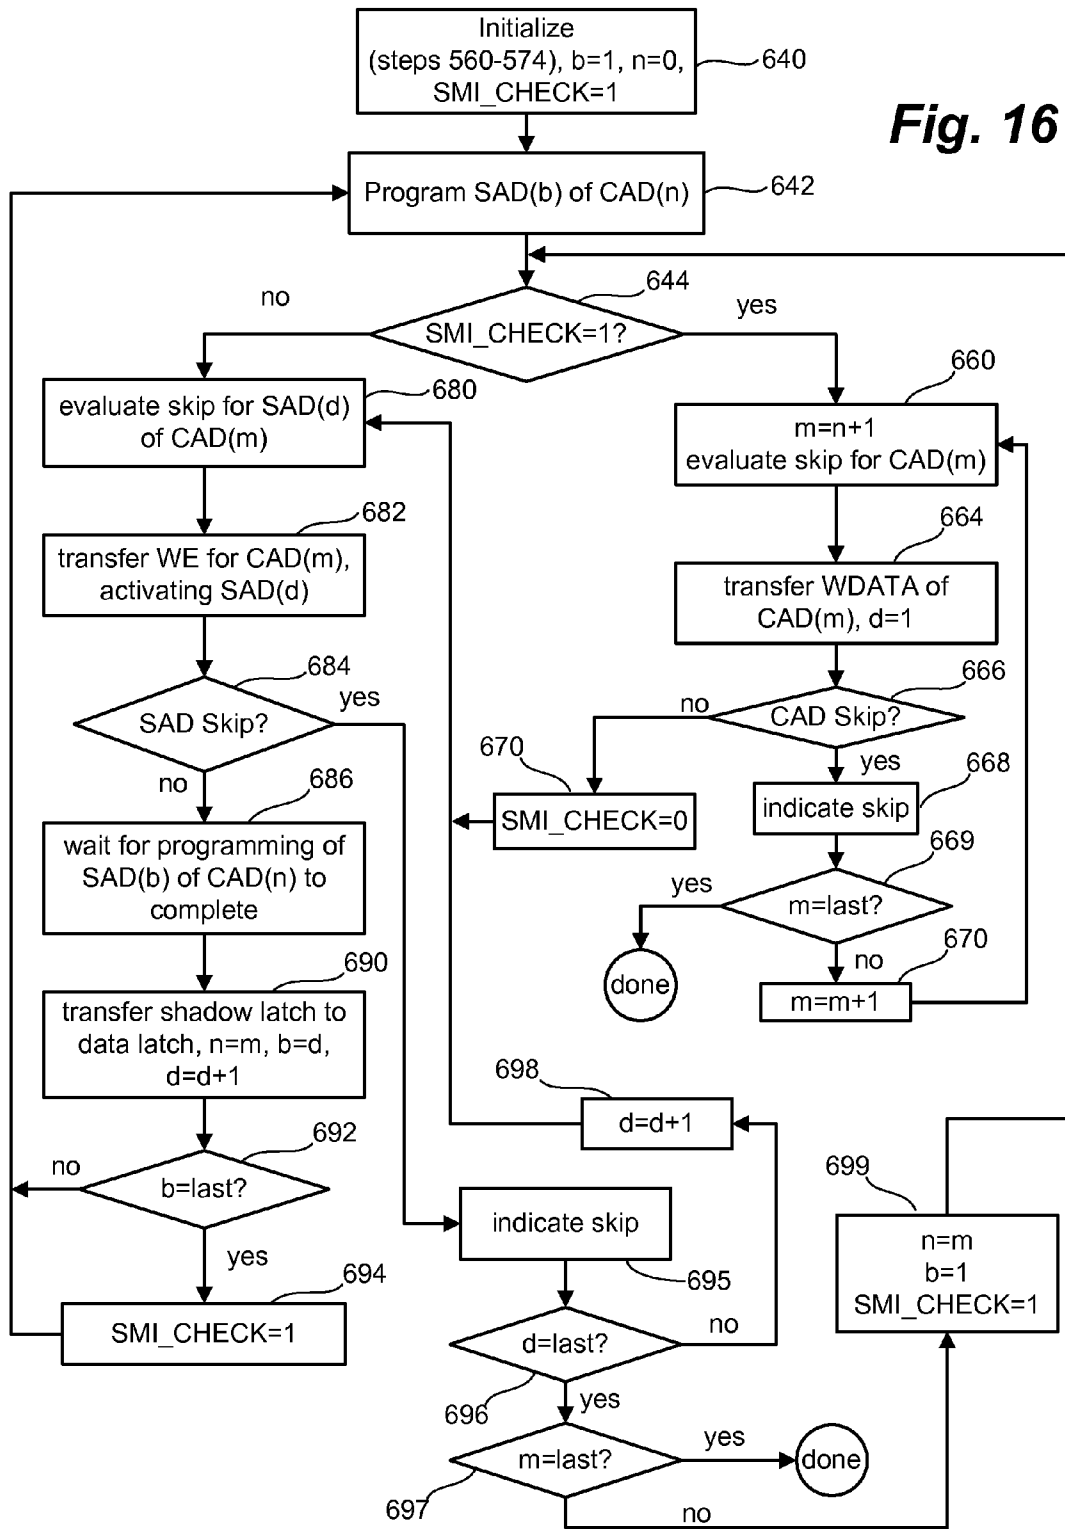 Initialize
(steps 560-574), b=1, n=0,
SMI_CHECK=1
640
Fig. 16
Program SAD(b) of CAD(n)
642
644
no
SMI_CHECK=1?
yes
680
evaluate skip for SAD(d)
of CAD(m)
660
m=n+1
evaluate skip for CAD(m)
682
transfer WE for CAD(m),
activating SAD(d)
664
transfer WDATA of
CAD(m), d=1
684
SAD Skip?
yes
no
666
CAD Skip?
no
yes
670
SMI_CHECK=0
668
indicate skip
686
wait for programming of
SAD(b) of CAD(n) to
complete
669
yes
m=last?
no
done
670
m=m+1
690
transfer shadow latch to
data latch, n=m, b=d,
d=d+1
698
d=d+1
692
no
b=last?
yes
694
SMI_CHECK=1
indicate skip
695
699
n=m
b=1
SMI_CHECK=1
d=last?
no
696
yes
m=last?
yes
done
697
no